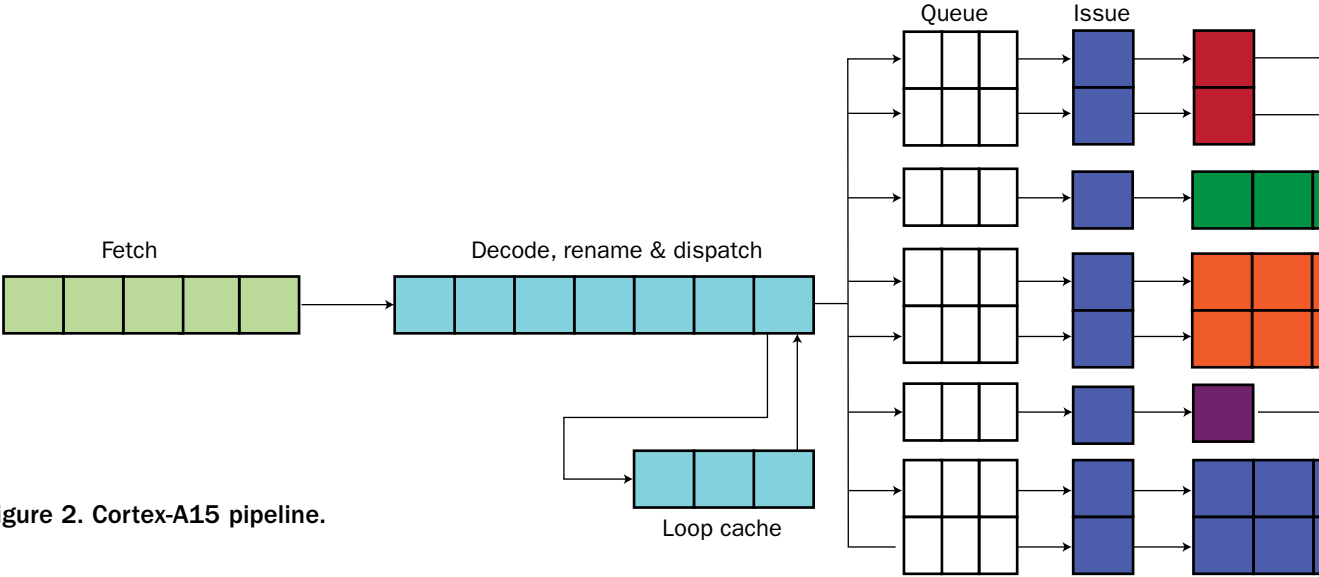 Queue
Issue
Fetch
Decode, rename & dispatch
Loop cache
igure 2. Cortex-A15 pipeline.